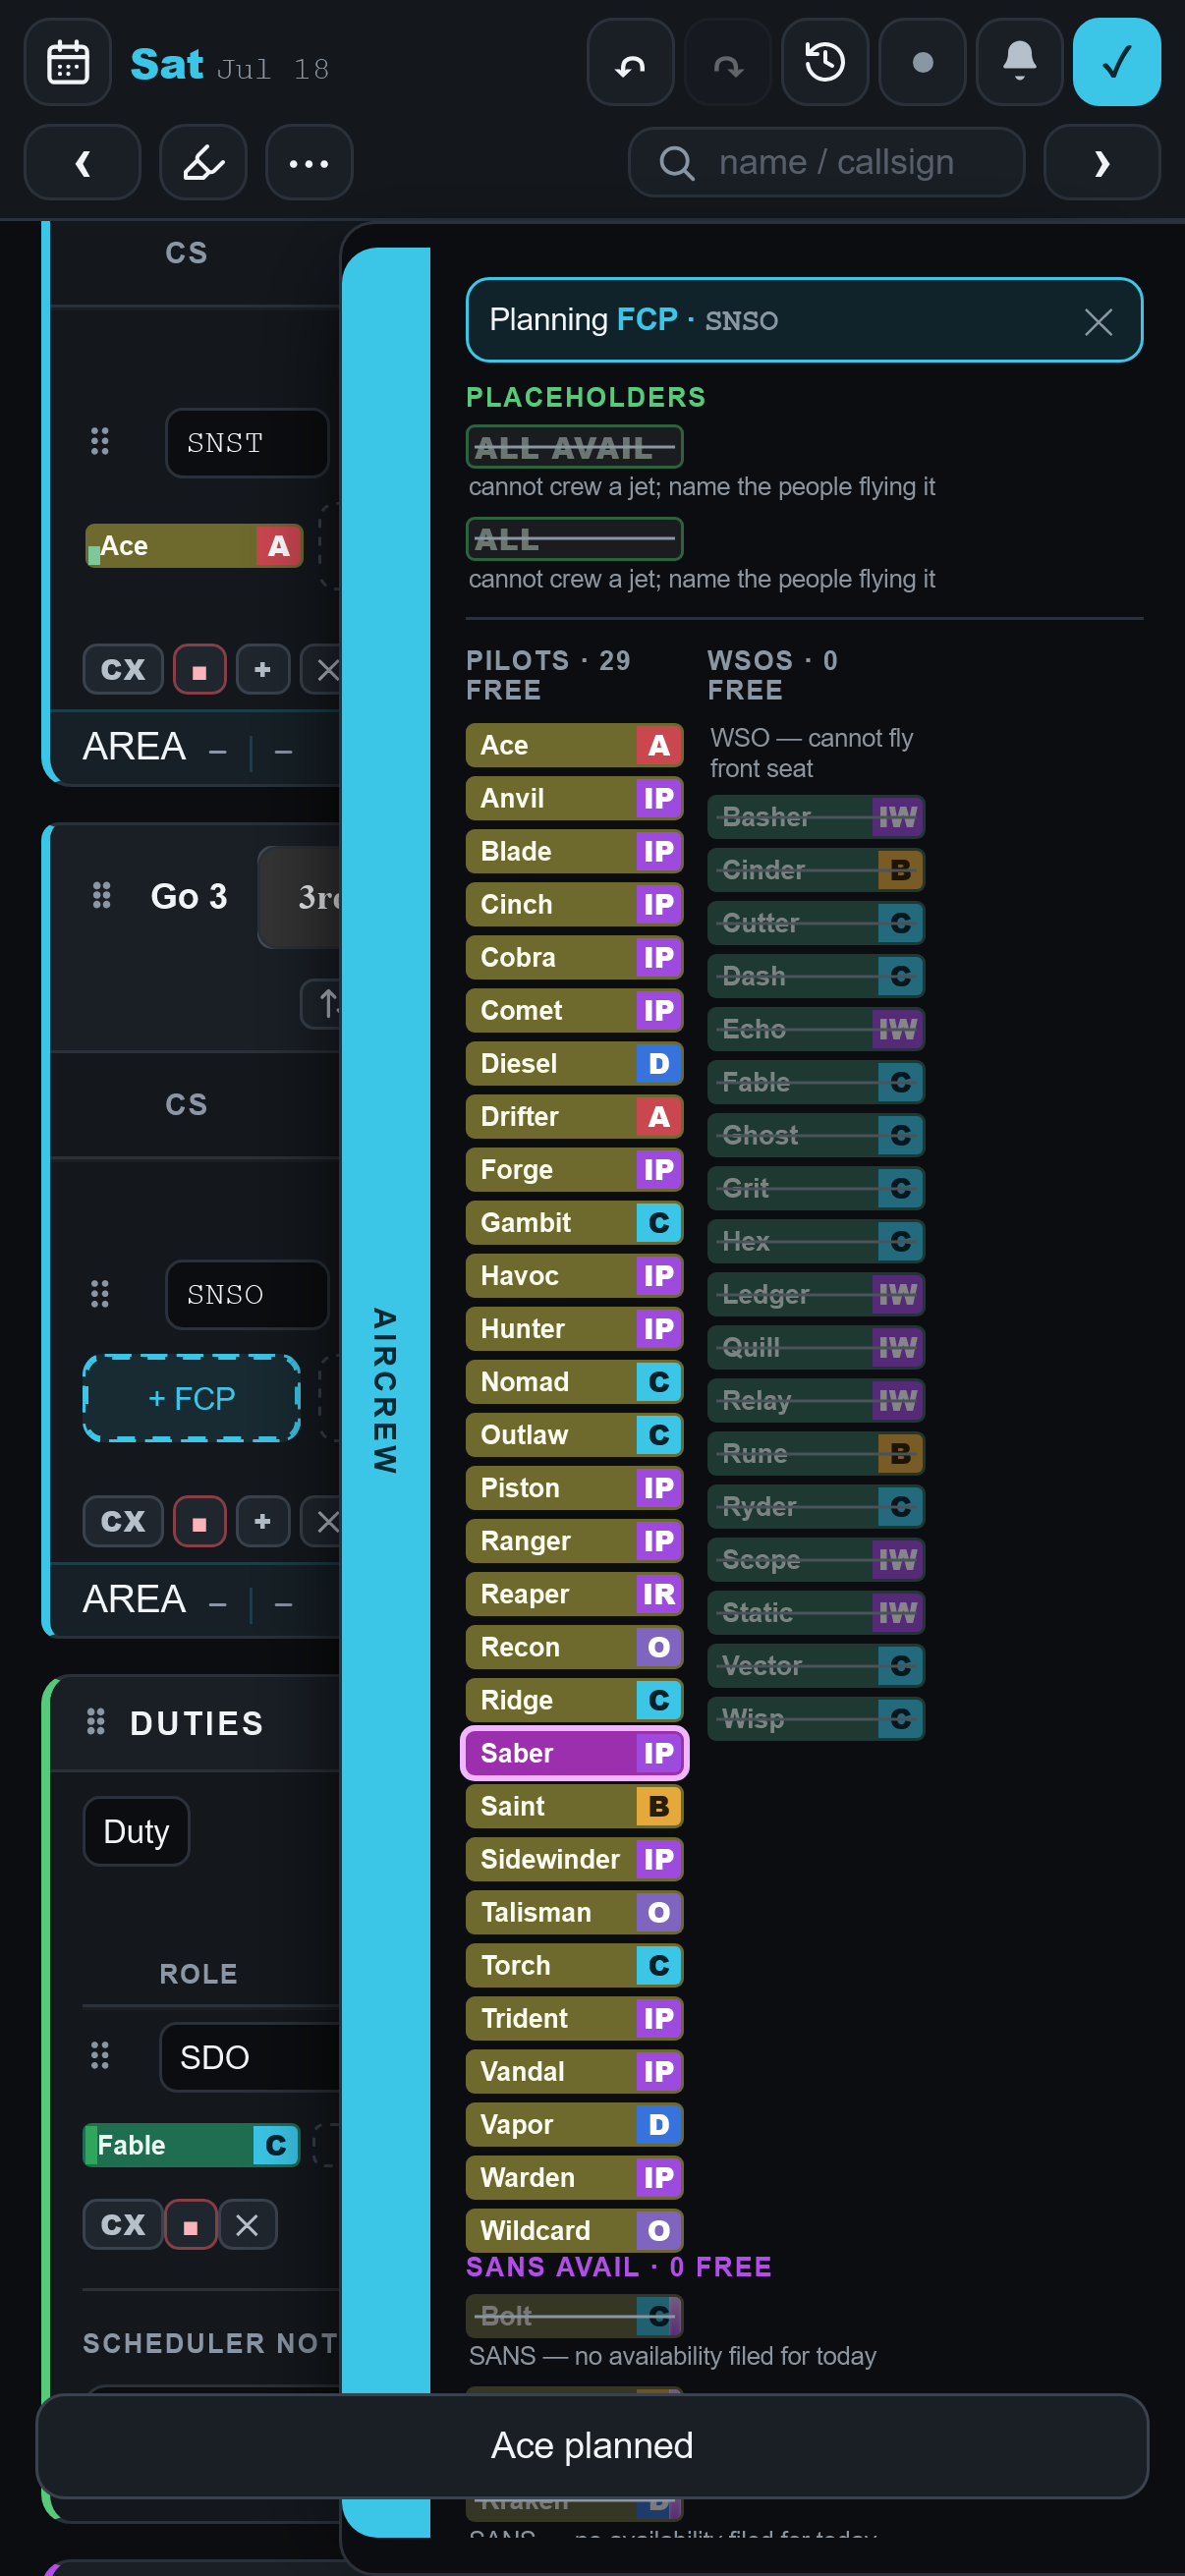 Sat Jul 18
name / callsign
CS
SNST
Ace A
CX + 
AREA – | –
Go 3
CS
SNSO
+ FCP
CX +
AREA – | –
DUTIES
Duty
ROLE
SDO
Fable C
CX
SCHEDULER NOT
AIRCREW
Planning FCP · SNSO
PLACEHOLDERS
ALL AVAIL
cannot crew a jet; name the people flying it
ALL
cannot crew a jet; name the people flying it
PILOTS · 29
FREE
Ace A
Anvil IP
Blade IP
Cinch IP
Cobra IP
Comet IP
Diesel D
Drifter A
Forge IP
Gambit C
Havoc IP
Hunter IP
Nomad C
Outlaw C
Piston IP
Ranger IP
Reaper IR
Recon O
Ridge C
Saber IP
Saint B
Sidewinder IP
Talisman O
Torch C
Trident IP
Vandal IP
Vapor D
Warden IP
Wildcard O
WSOS · 0
FREE
WSO — cannot fly
front seat
Basher IW
Cinder B
Cutter C
Dash C
Echo IW
Fable C
Ghost C
Grit C
Hex C
Ledger IW
Quill IW
Relay IW
Rune B
Ryder C
Scope IW
Static IW
Vector C
Wisp C
SANS AVAIL · 0 FREE
Bolt C
SANS — no availability filed for today
Ace planned
Kraken D
SANS — no availability filed for today